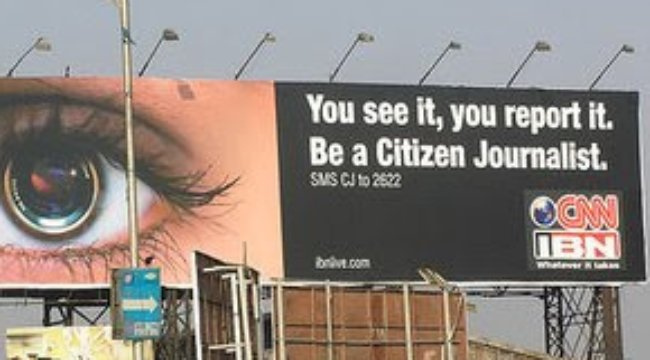 You see it, you report it.
Be a Citizen Journalist.
SMS CJ to 2622
CNN
IBN
Whatever it takes
ibnlive.com